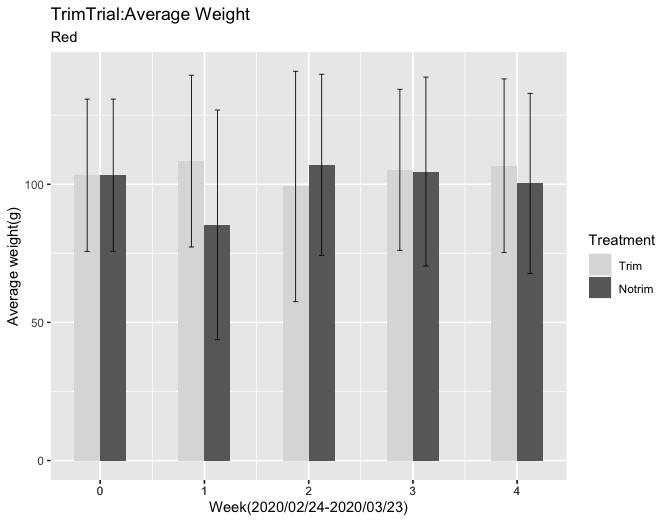 TrimTrial:Average Weight
Red
Average weight(g)
100
50
0
0 1 2 3 4
Week(2020/02/24-2020/03/23)
Treatment
Trim
Notrim